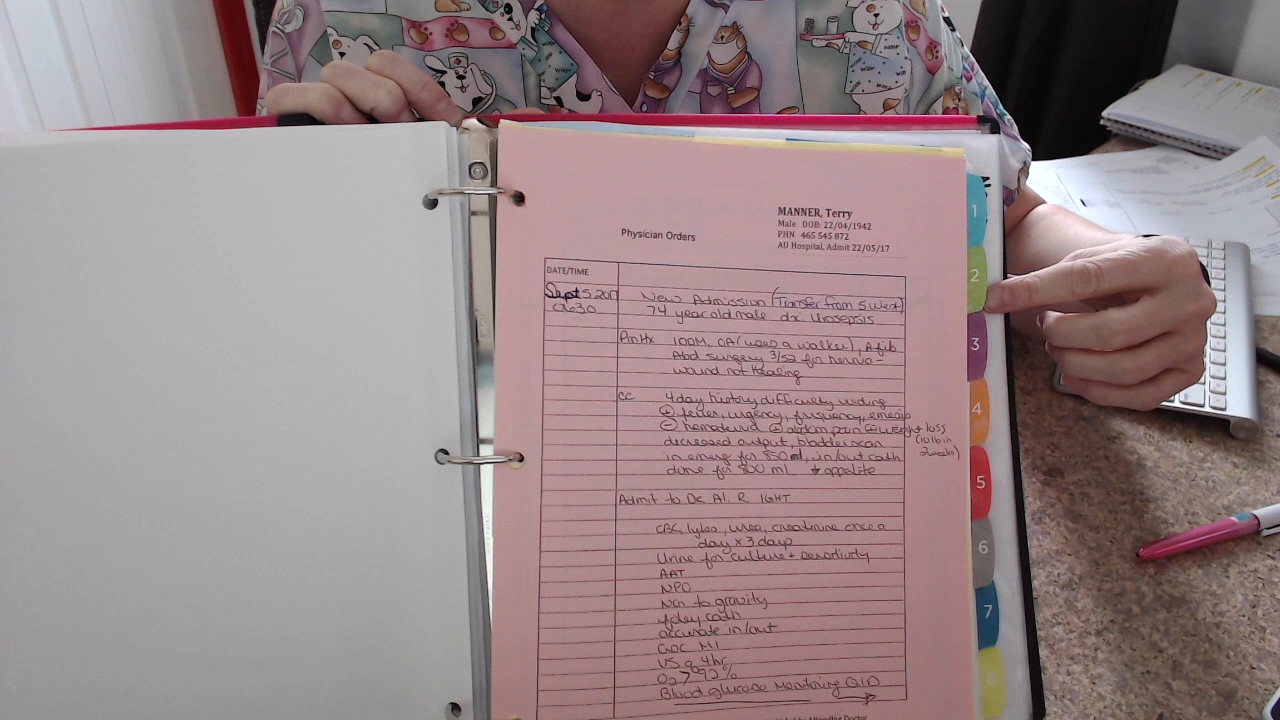 MANNER, Terry
Male DOB: 22/04/1942
PHN 465 545 872
AU Hospital, Admit 22/05/17
Physician Orders
DATE/TIME
Sept 5 2017 New Admission (Transfer from 5 West)
0630 74 year old male dx. Urosepsis
PmHx IDDM, OA (uses a walker), A fib
Abd surgery 3/52 for hernia-
wound not healing
CC 4 day history difficulty voiding
⊕ fever, urgency, frequency, emesis
⊖ hematuria ⊕ abdom pain ⊕ weight loss
(10 lb in 2 weeks)
decreased output, bladder scan
in emerg for 850 ml, in/out cath
done for 800 ml. ↓ appetite
Admit to Dr. Al. R. IGHT
CBC, lytes, urea, creatinine once a
day x 3 days
Urine for culture + sensitivity
AAT
NPO
N/G to gravity
Foley cath
accurate in/out
GOC M1
VS q 4hr
O2 > 92%
Blood glucose Monitoring QID
1
2
3
4
5
6
7
8